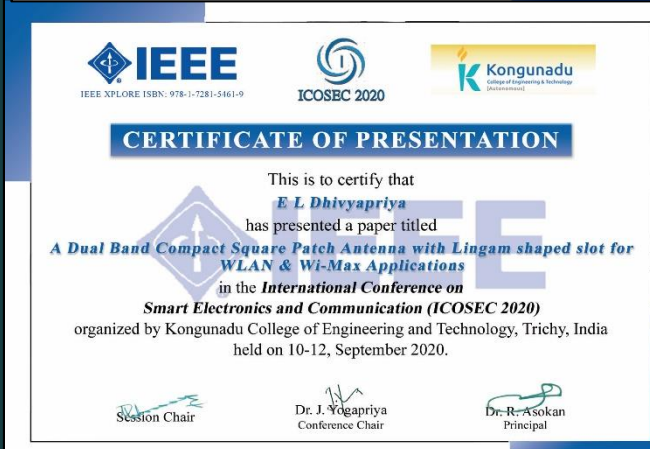 IEEE
IEEE XPLORE ISBN: 978-1-7281-5461-9
ICOSEC 2020
Kongunadu
College of Engineering & Technology
(Autonomous)
CERTIFICATE OF PRESENTATION
This is to certify that
E L Dhivyapriya
has presented a paper titled
A Dual Band Compact Square Patch Antenna with Lingam shaped slot for
WLAN & Wi-Max Applications
in the International Conference on
Smart Electronics and Communication (ICOSEC 2020)
organized by Kongunadu College of Engineering and Technology, Trichy, India
held on 10-12, September 2020.
Session Chair
Dr. J. Yogapriya
Conference Chair
Dr. R. Asokan
Principal